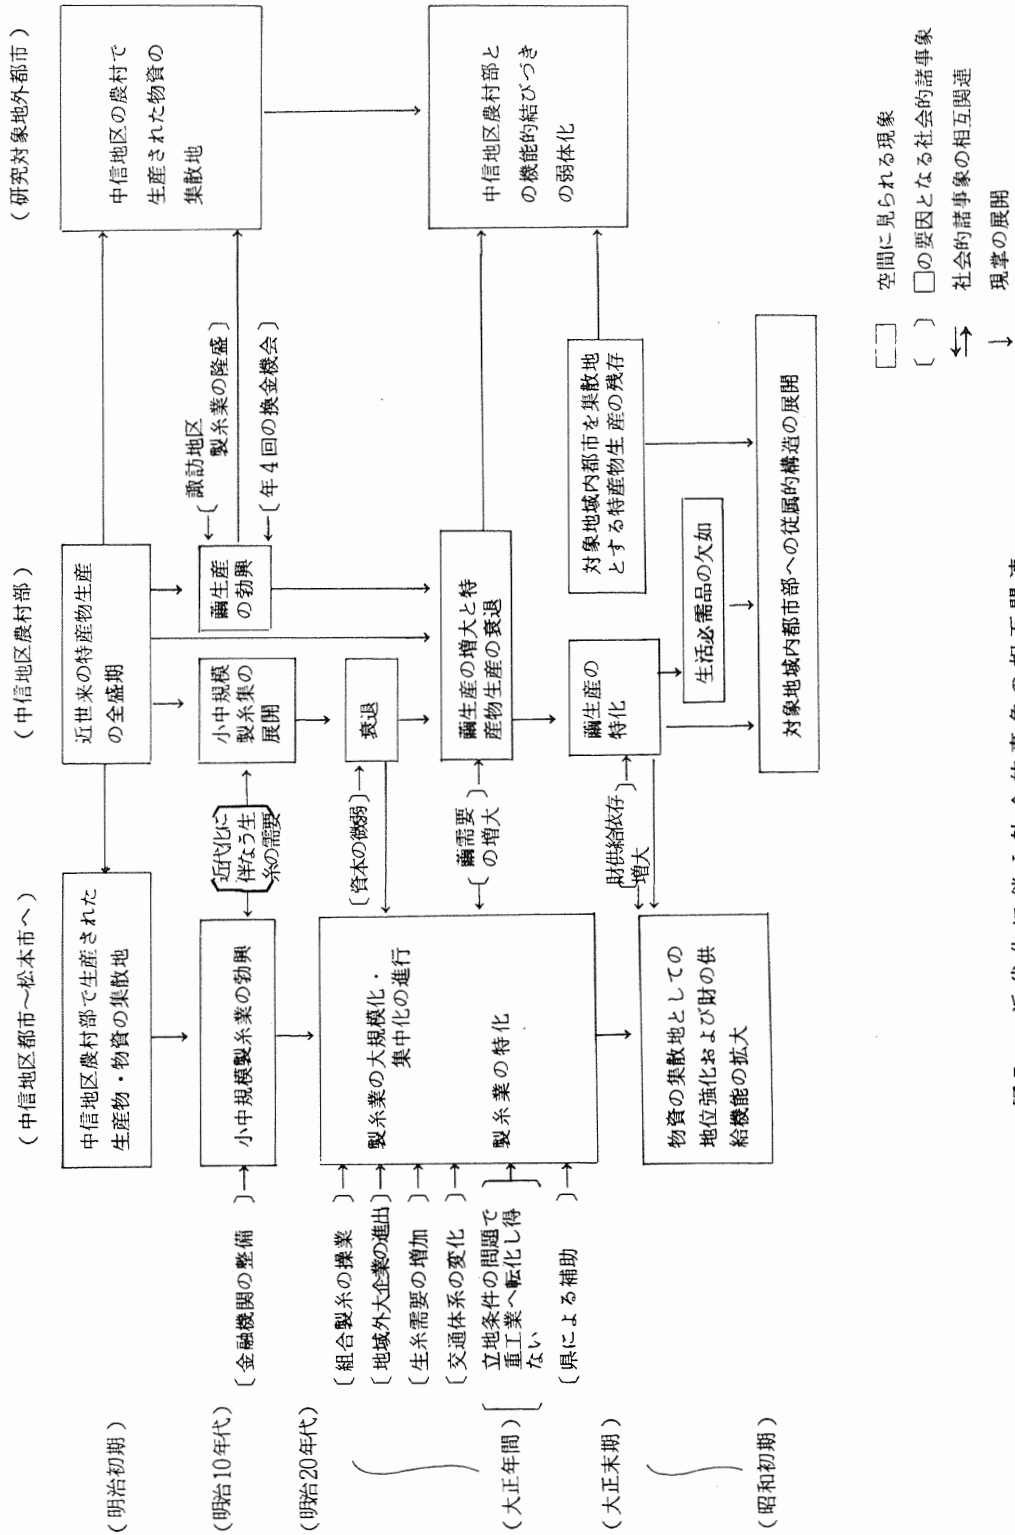 (中信地区都市〜松本市へ)
(中信地区農村部)
(研究対象地外都市)
(明治初期)
中信地区農村部で生産された
生産物・物資の集散地
近世来の特産物生産
の全盛期
中信地区の農村で
生産された物資の
集散地
(明治10年代)
〔金融機関の整備〕
小中規模製糸業の勃興
〔近代化に
伴なう生
糸の需要〕
小中規模
製糸集の
展開
繭生産
の勃興
〔諏訪地区
製糸業の隆盛〕
〔年4回の換金機会〕
(明治20年代)
〔組合製糸の操業〕
〔地域外大企業の進出〕
〔生糸需要の増加〕
〔交通体系の変化〕
製糸業の大規模化・
集中化の進行
製糸業の特化
〔資本の微弱〕
衰退
(大正年間)
〔立地条件の問題で
重工業へ転化し得
ない〕
〔県による補助〕
〔繭需要
の増大〕
繭生産の増大と特
産物生産の衰退
中信地区農村部と
の機能的結びつき
の弱体化
(大正末期)
物資の集散地としての
地位強化および財の供
給機能の拡大
〔財供給依存
増大〕
繭生産の
特化
対象地域内都市を集散地
とする特産物生産の残存
生活必需品の欠如
(昭和初期)
対象地域内都市部への従属的構造の展開
空間に見られる現象
〔 〕 □の要因となる社会的諸事象
⇆ 社会的諸事象の相互関連
↓ 現掌の展開